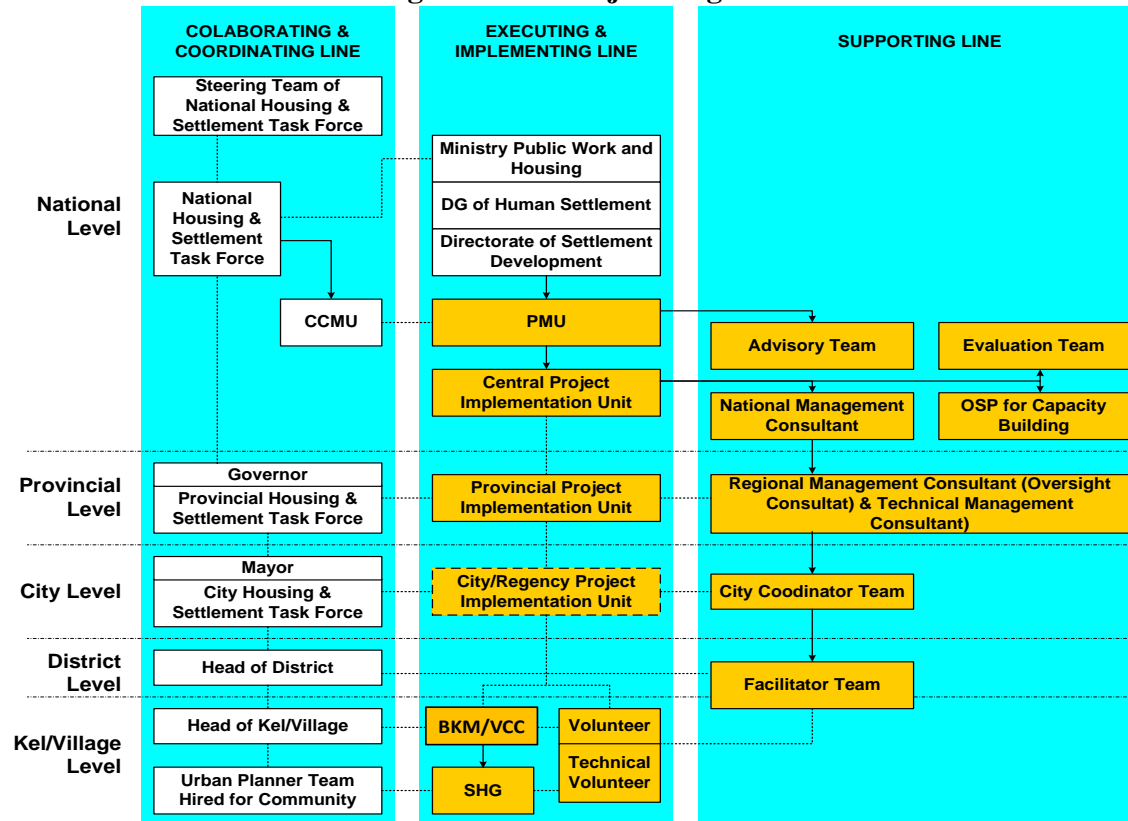 COLABORATING &
COORDINATING LINE
EXECUTING &
IMPLEMENTING LINE
SUPPORTING LINE
National
Level
Steering Team of
National Housing &
Settlement Task Force
National
Housing &
Settlement
Task Force
CCMU
Ministry Public Work and
Housing
DG of Human Settlement
Directorate of Settlement
Development
PMU
Central Project
Implementation Unit
Advisory Team
Evaluation Team
National Management
Consultant
OSP for Capacity
Building
Provincial
Level
Governor
Provincial Housing &
Settlement Task Force
Provincial Project
Implementation Unit
Regional Management Consultant (Oversight
Consultat) & Technical Management
Consultant)
City Level
Mayor
City Housing &
Settlement Task Force
City/Regency Project
Implementation Unit
City Coodinator Team
District
Level
Head of District
Facilitator Team
Kel/Village
Level
Head of Kel/Village
BKM/VCC
Volunteer
Technical
Volunteer
Urban Planner Team
Hired for Community
SHG